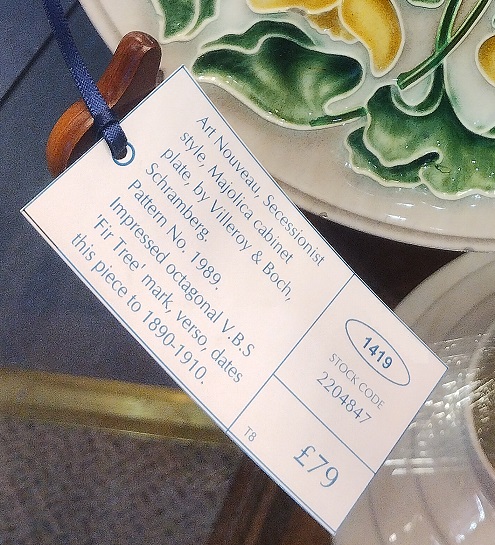 Art Nouveau, Secessionist
style, Majolica cabinet
plate, by Villeroy & Boch,
Schramberg.
Pattern No. 1989.
Impressed octagonal V.B.S
'Fir Tree' mark, verso, dates
this piece to 1890-1910.
1419
STOCK CODE
2204847
T8
£79